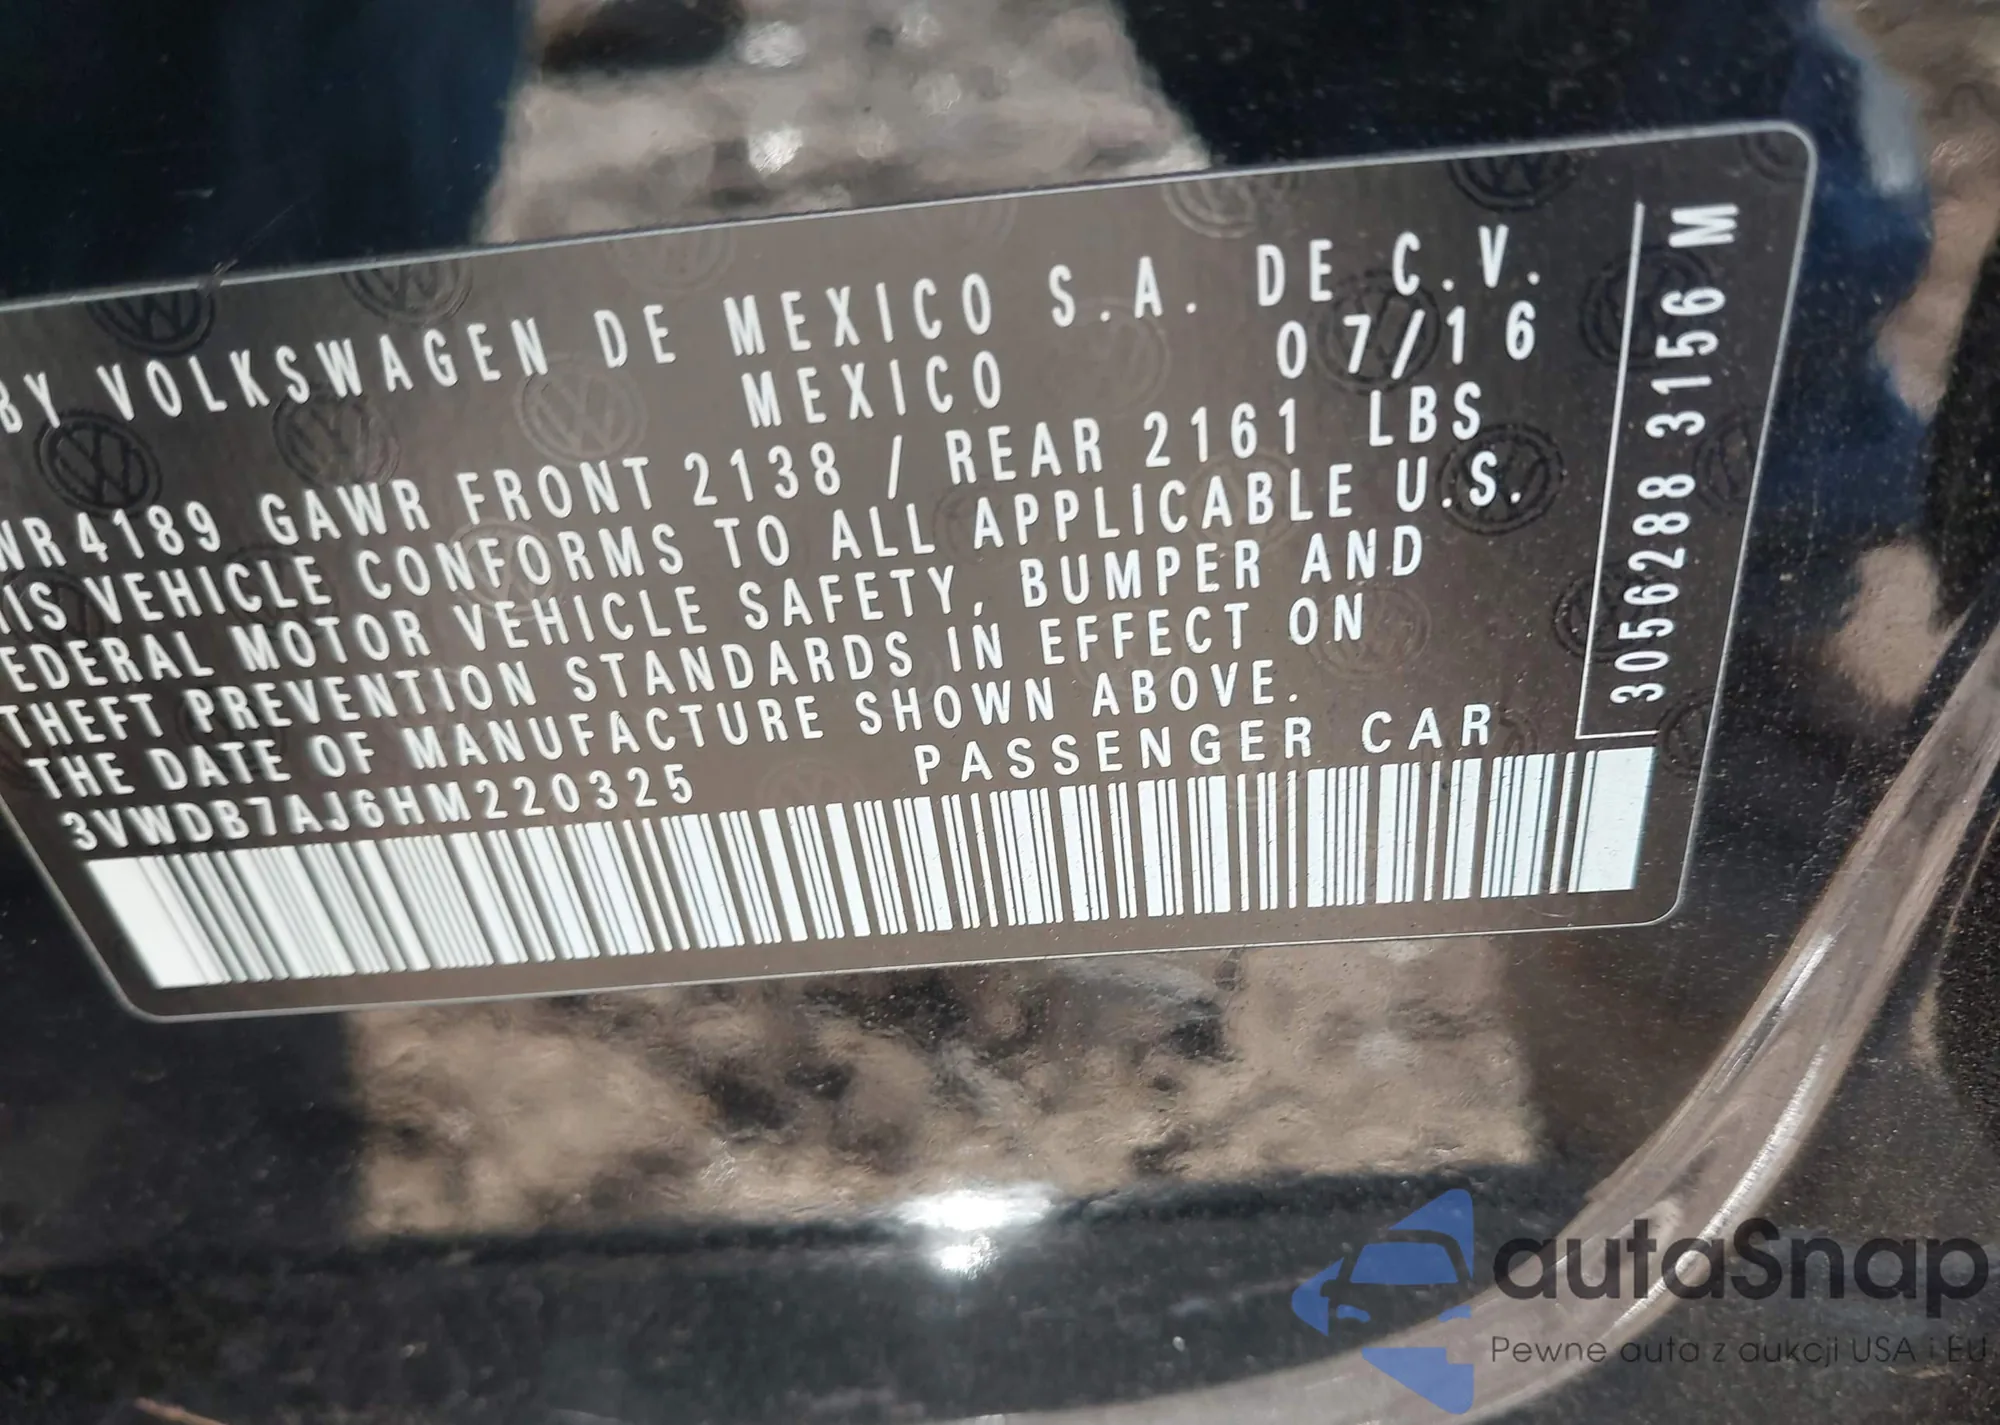 BY VOLKSWAGEN DE MEXICO S.A. DE C.V.
MEXICO 07/16
WR 4189 GAWR FRONT 2138 / REAR 2161 LBS
IS VEHICLE CONFORMS TO ALL APPLICABLE U.S.
EDERAL MOTOR VEHICLE SAFETY, BUMPER AND
THEFT PREVENTION STANDARDS IN EFFECT ON
THE DATE OF MANUFACTURE SHOWN ABOVE.
3VWDB7AJ6HM220325 PASSENGER CAR
3056288 3156 M
autaSnap
Pewne auta z aukcji USA i EU